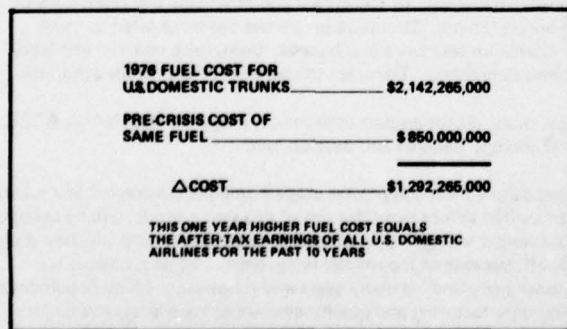 1976 FUEL COST FOR
U.S. DOMESTIC TRUNKS $2,142,265,000
PRE-CRISIS COST OF
SAME FUEL $850,000,000
△ COST $1,292,265,000
THIS ONE YEAR HIGHER FUEL COST EQUALS
THE AFTER-TAX EARNINGS OF ALL U.S. DOMESTIC
AIRLINES FOR THE PAST 10 YEARS